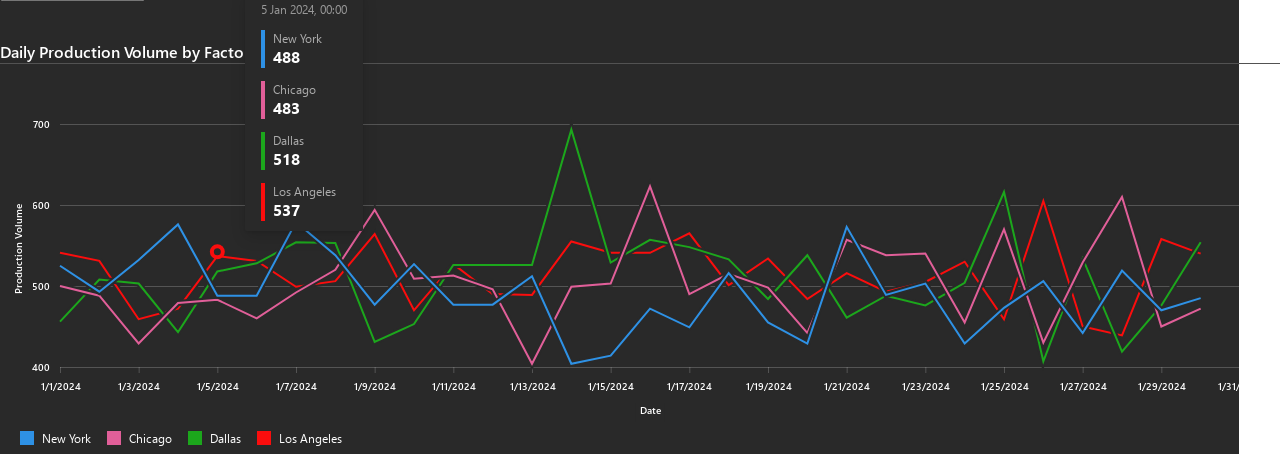 5 Jan 2024, 00:00
New York
488
Chicago
483
Dallas
518
Los Angeles
537
Daily Production Volume by Facto
700
600
500
400
Production Volume
1/1/2024 1/3/2024 1/5/2024 1/7/2024 1/9/2024 1/11/2024 1/13/2024 1/15/2024 1/17/2024 1/19/2024 1/21/2024 1/23/2024 1/25/2024 1/27/2024 1/29/2024 1/31/
Date
New York Chicago Dallas Los Angeles